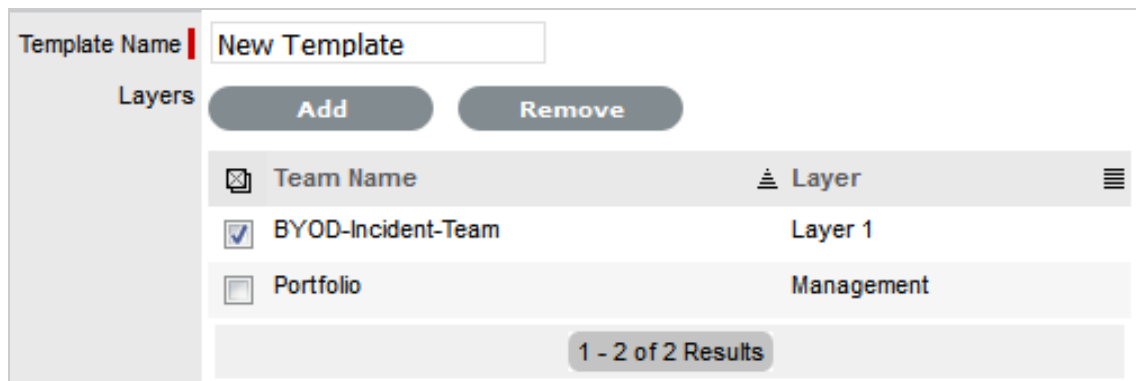 Template Name New Template
Layers Add Remove
Team Name Layer
BYOD-Incident-Team Layer 1
Portfolio Management
1 - 2 of 2 Results